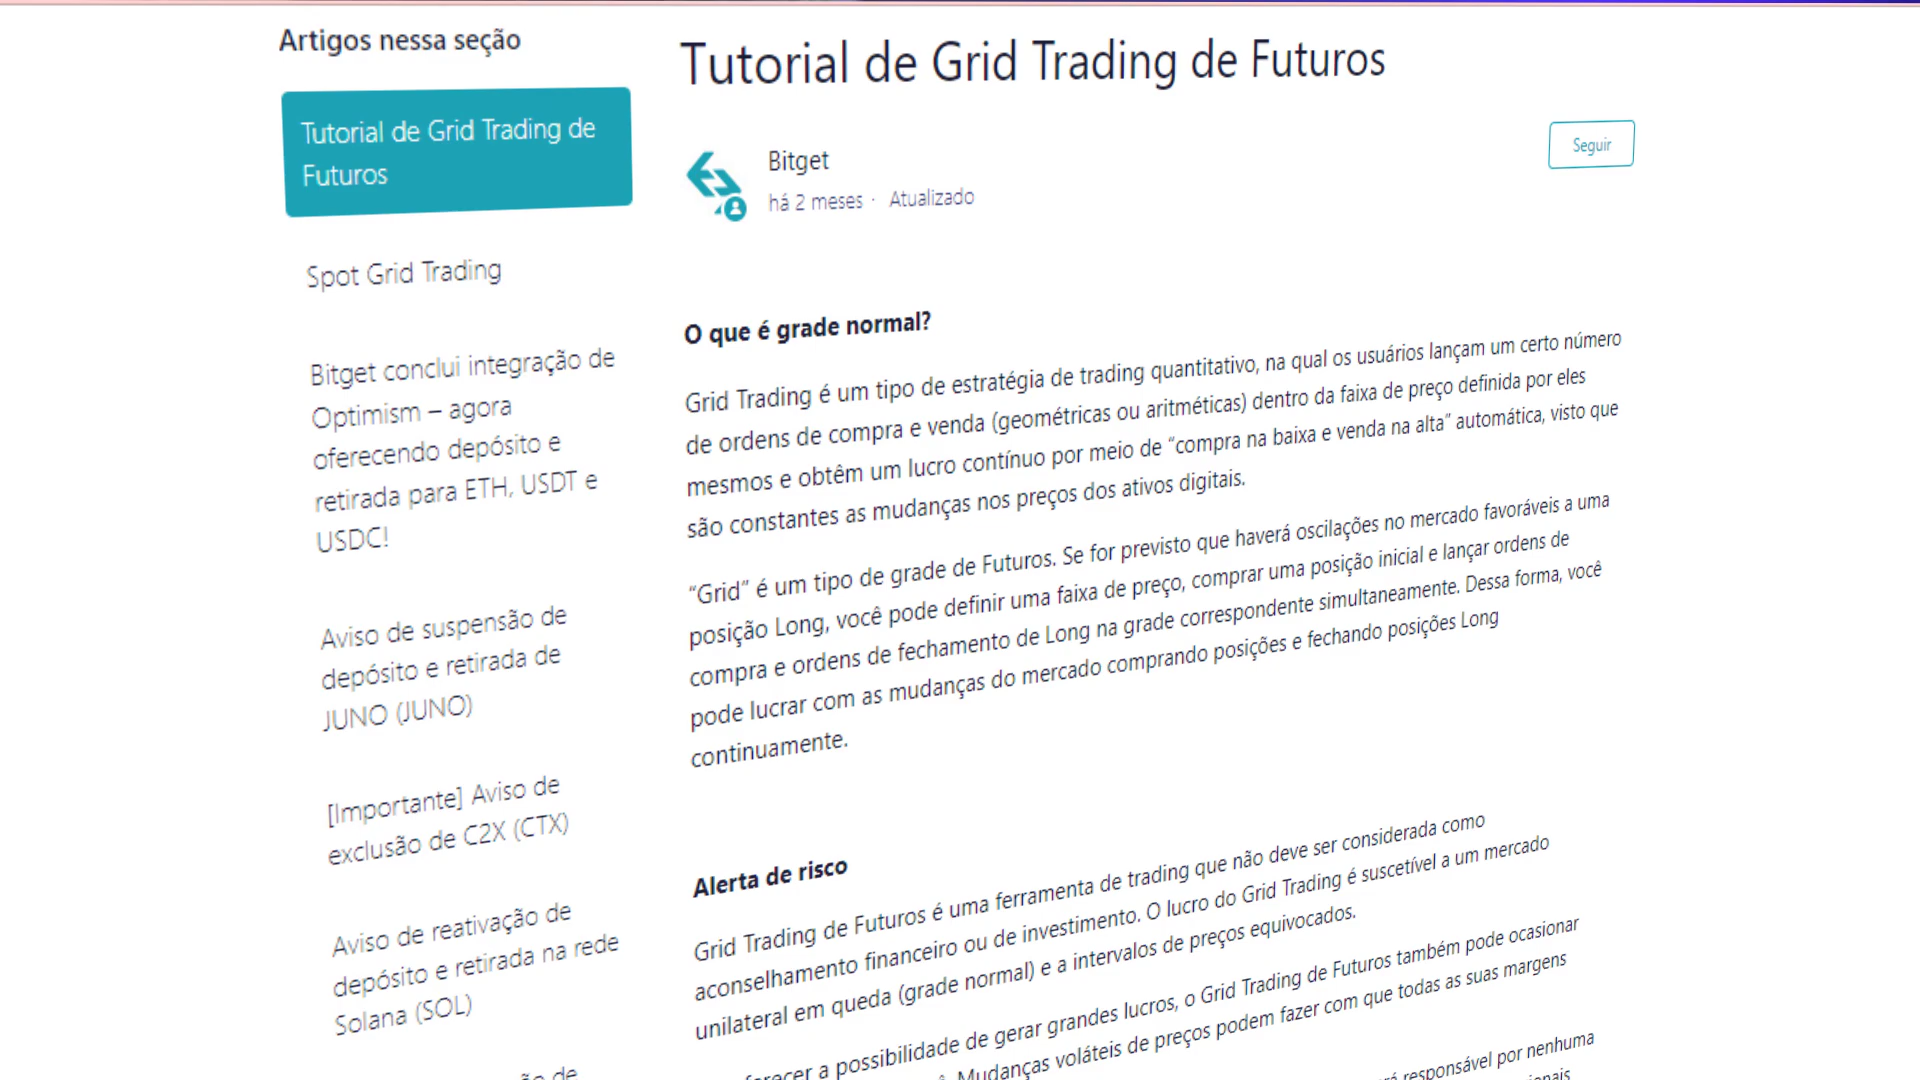 Artigos nessa seção
Tutorial de Grid Trading de
Futuros
Spot Grid Trading
Bitget conclui integração de
Optimism – agora
oferecendo depósito e
retirada para ETH, USDT e
USDC!
Aviso de suspensão de
depósito e retirada de
JUNO (JUNO)
[Importante] Aviso de
exclusão de C2X (CTX)
Aviso de reativação de
depósito e retirada na rede
Solana (SOL)
de
Tutorial de Grid Trading de Futuros
Bitget
há 2 meses · Atualizado
Seguir
O que é grade normal?
Grid Trading é um tipo de estratégia de trading quantitativo, na qual os usuários lançam um certo número
de ordens de compra e venda (geométricas ou aritméticas) dentro da faixa de preço definida por eles
mesmos e obtêm um lucro contínuo por meio de “compra na baixa e venda na alta” automática, visto que
são constantes as mudanças nos preços dos ativos digitais.
“Grid” é um tipo de grade de Futuros. Se for previsto que haverá oscilações no mercado favoráveis a uma
posição Long, você pode definir uma faixa de preço, comprar uma posição inicial e lançar ordens de
compra e ordens de fechamento de Long na grade correspondente simultaneamente. Dessa forma, você
pode lucrar com as mudanças do mercado comprando posições e fechando posições Long
continuamente.
Alerta de risco
Grid Trading de Futuros é uma ferramenta de trading que não deve ser considerada como
aconselhamento financeiro ou de investimento. O lucro do Grid Trading é suscetível a um mercado
unilateral em queda (grade normal) e a intervalos de preços equivocados.
a possibilidade de gerar grandes lucros, o Grid Trading de Futuros também pode ocasionar
Mudanças voláteis de preços podem fazer com que todas as suas margens
responsável por nenhuma